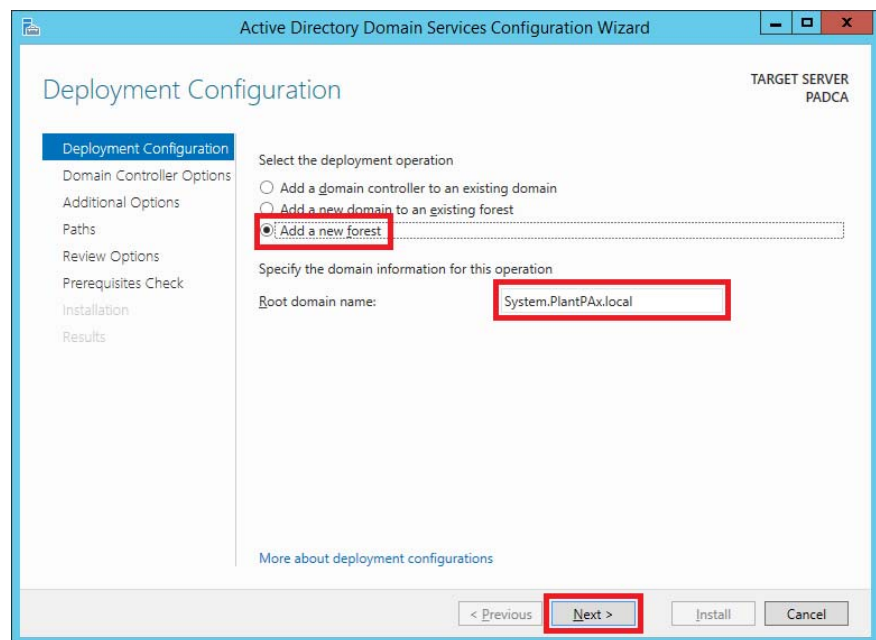 Active Directory Domain Services Configuration Wizard
Deployment Configuration
TARGET SERVER
PADCA
Deployment Configuration
Domain Controller Options
Additional Options
Paths
Review Options
Prerequisites Check
Installation
Results
Select the deployment operation
Add a domain controller to an existing domain
Add a new domain to an existing forest
Add a new forest
Specify the domain information for this operation
Root domain name: System.PlantPAx.local
More about deployment configurations
< Previous Next > Install Cancel